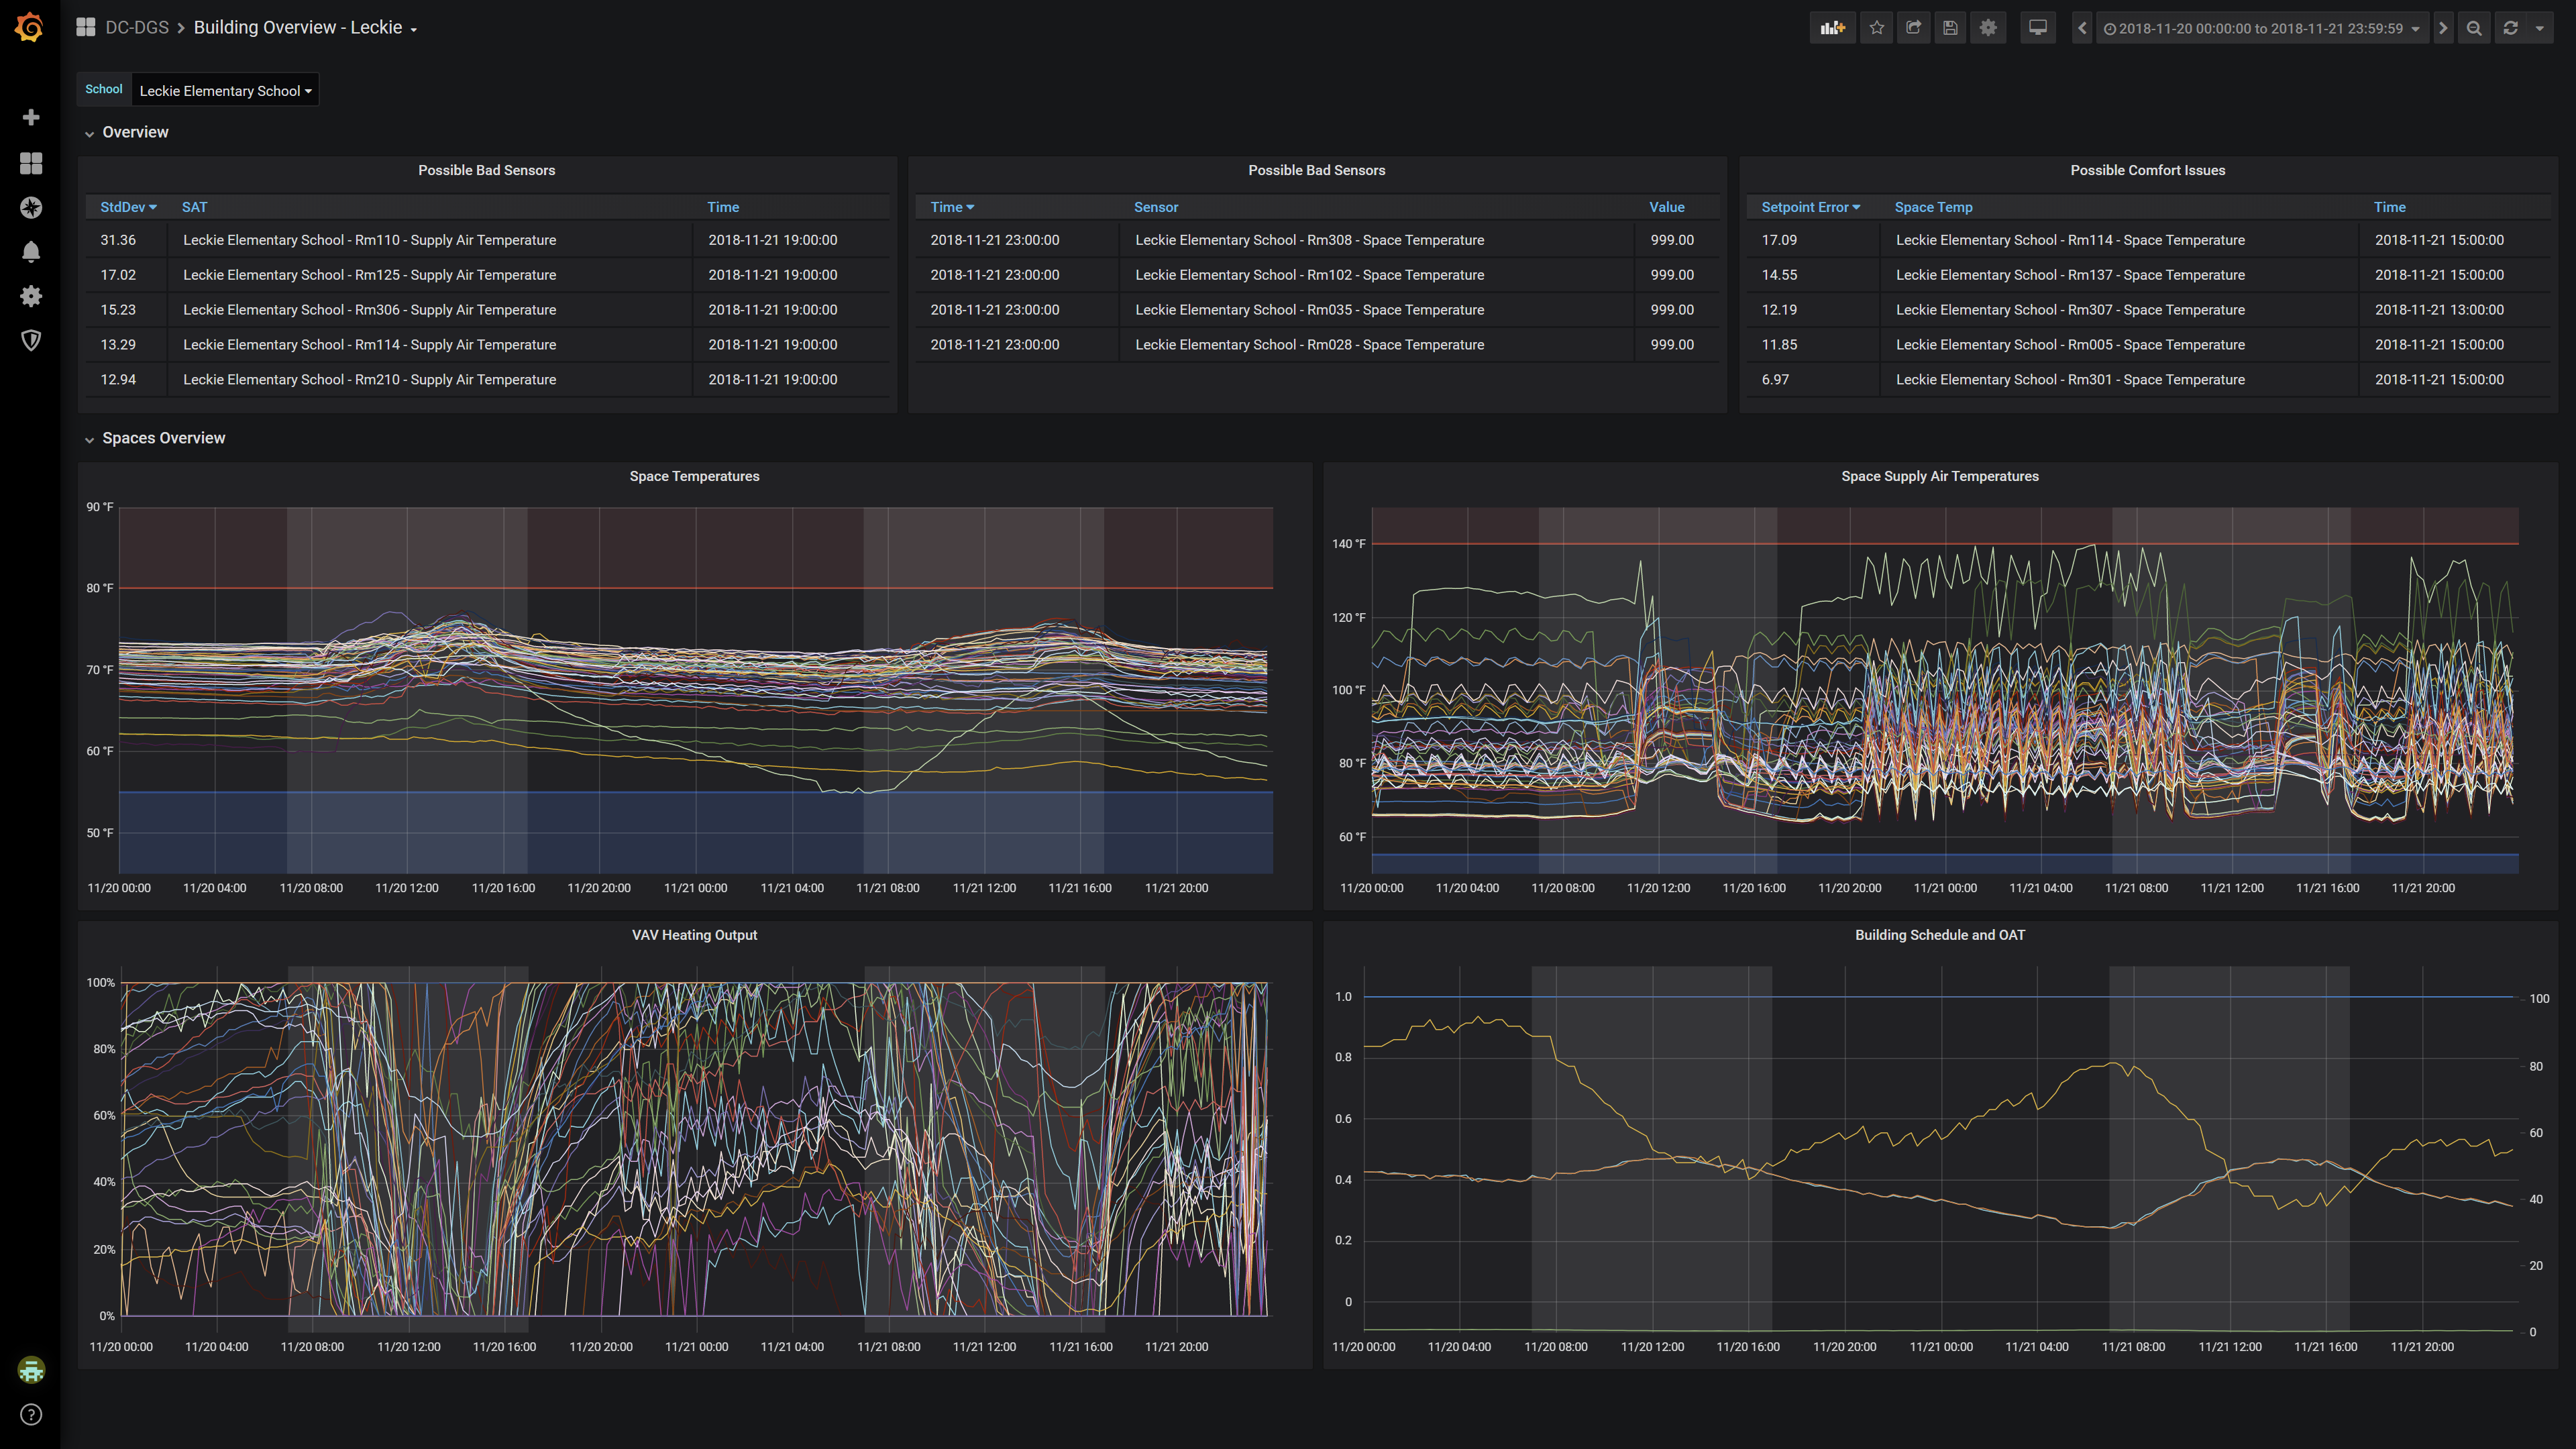 DC-DGS > Building Overview - Leckie
2018-11-20 00:00:00 to 2018-11-21 23:59:59
School Leckie Elementary School
Overview
Possible Bad Sensors
StdDev SAT Time
31.36 Leckie Elementary School - Rm110 - Supply Air Temperature 2018-11-21 19:00:00
17.02 Leckie Elementary School - Rm125 - Supply Air Temperature 2018-11-21 19:00:00
15.23 Leckie Elementary School - Rm306 - Supply Air Temperature 2018-11-21 19:00:00
13.29 Leckie Elementary School - Rm114 - Supply Air Temperature 2018-11-21 19:00:00
12.94 Leckie Elementary School - Rm210 - Supply Air Temperature 2018-11-21 19:00:00
Possible Bad Sensors
Time Sensor Value
2018-11-21 23:00:00 Leckie Elementary School - Rm308 - Space Temperature 999.00
2018-11-21 23:00:00 Leckie Elementary School - Rm102 - Space Temperature 999.00
2018-11-21 23:00:00 Leckie Elementary School - Rm035 - Space Temperature 999.00
2018-11-21 23:00:00 Leckie Elementary School - Rm028 - Space Temperature 999.00
Possible Comfort Issues
Setpoint Error Space Temp Time
17.09 Leckie Elementary School - Rm114 - Space Temperature 2018-11-21 15:00:00
14.55 Leckie Elementary School - Rm137 - Space Temperature 2018-11-21 15:00:00
12.19 Leckie Elementary School - Rm307 - Space Temperature 2018-11-21 13:00:00
11.85 Leckie Elementary School - Rm005 - Space Temperature 2018-11-21 15:00:00
6.97 Leckie Elementary School - Rm301 - Space Temperature 2018-11-21 15:00:00
Spaces Overview
Space Temperatures
90 °F
80 °F
70 °F
60 °F
50 °F
11/20 00:00 11/20 04:00 11/20 08:00 11/20 12:00 11/20 16:00 11/20 20:00 11/21 00:00 11/21 04:00 11/21 08:00 11/21 12:00 11/21 16:00 11/21 20:00
Space Supply Air Temperatures
140 °F
120 °F
100 °F
80 °F
60 °F
11/20 00:00 11/20 04:00 11/20 08:00 11/20 12:00 11/20 16:00 11/20 20:00 11/21 00:00 11/21 04:00 11/21 08:00 11/21 12:00 11/21 16:00 11/21 20:00
VAV Heating Output
100%
80%
60%
40%
20%
0%
11/20 00:00 11/20 04:00 11/20 08:00 11/20 12:00 11/20 16:00 11/20 20:00 11/21 00:00 11/21 04:00 11/21 08:00 11/21 12:00 11/21 16:00 11/21 20:00
Building Schedule and OAT
1.0 100
0.8 80
0.6 60
0.4 40
0.2 20
0 0
11/20 00:00 11/20 04:00 11/20 08:00 11/20 12:00 11/20 16:00 11/20 20:00 11/21 00:00 11/21 04:00 11/21 08:00 11/21 12:00 11/21 16:00 11/21 20:00